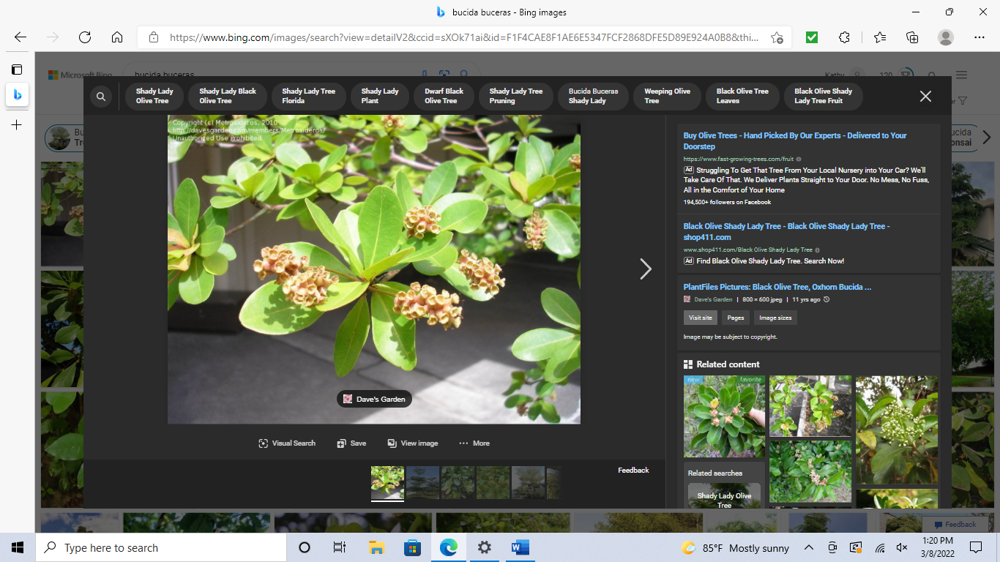 bucida buceras - Bing images
https://www.bing.com/images/search?view=detailV2&ccid=sXOk71ai&id=F1F4CAE8F1AE6E5347FCF2868DFE5D89E924A0B8&thi...
Microsoft Bing
bucida buceras
Kathy
120
Shady Lady
Olive Tree
Shady Lady Black
Olive Tree
Shady Lady Tree
Florida
Shady Lady
Plant
Dwarf Black
Olive Tree
Shady Lady Tree
Pruning
Bucida Buceras
Shady Lady
Weeping Olive
Tree
Black Olive Tree
Leaves
Black Olive Shady
Lady Tree Fruit
Copyright (c) Metrosideros, 2010
http://davesgarden.com/members/Metrosideros/
Unauthorized Use Prohibited
Buy Olive Trees - Hand Picked By Our Experts - Delivered to Your
Doorstep
https://www.fast-growing-trees.com/fruit
Ad Struggling To Get That Tree From Your Local Nursery into Your Car? We'll
Take Care Of That. We Deliver Plants Straight to Your Door. No Mess, No Fuss,
All in the Comfort of Your Home
194,500+ followers on Facebook
Black Olive Shady Lady Tree - Black Olive Shady Lady Tree -
shop411.com
www.shop411.com/Black Olive Shady Lady Tree
Ad Find Black Olive Shady Lady Tree. Search Now!
PlantFiles Pictures: Black Olive Tree, Oxhorn Bucida ...
Dave's Garden | 800 × 600 jpeg | 11 yrs ago
Visit site
Pages
Image sizes
Image may be subject to copyright.
Related content
new
favorite
Related searches
Shady Lady Olive
Tree
Dave's Garden
Visual Search
Save
View image
More
Feedback
Feedback
Type here to search
85°F Mostly sunny
1:20 PM
3/8/2022